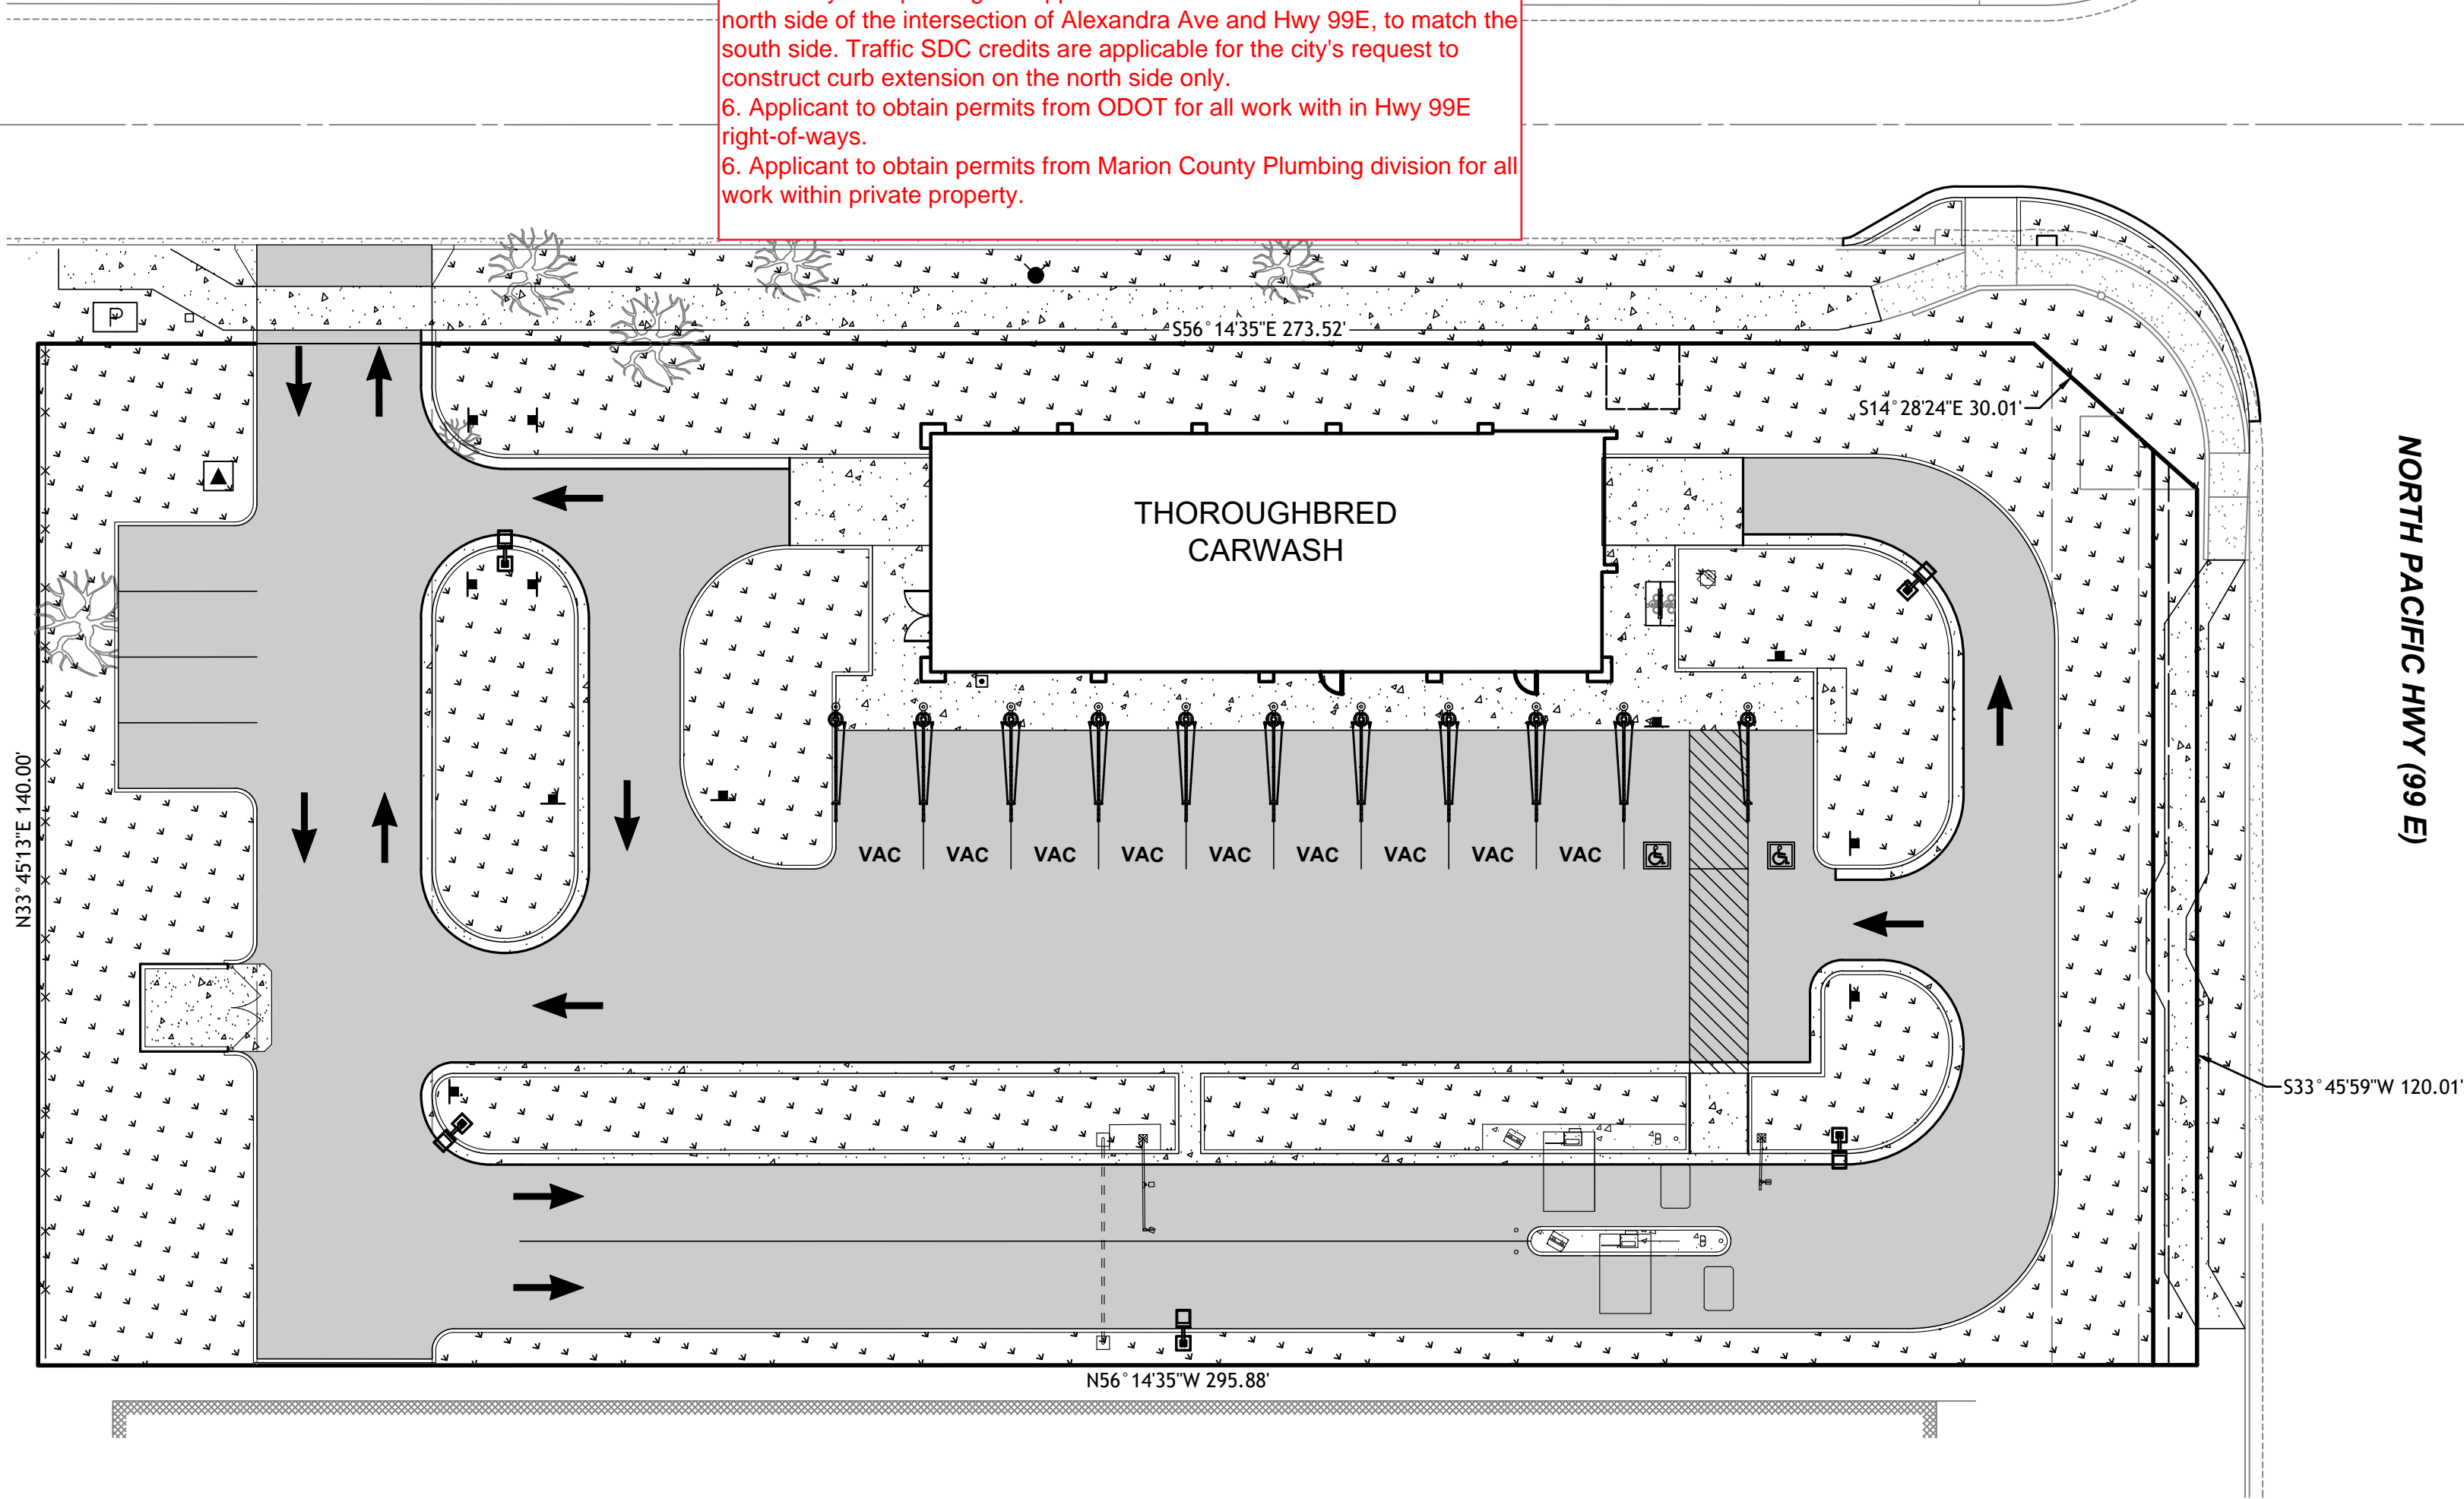 north side of the intersection of Alexandra Ave and Hwy 99E, to match the
south side. Traffic SDC credits are applicable for the city's request to
construct curb extension on the north side only.
6. Applicant to obtain permits from ODOT for all work with in Hwy 99E
right-of-ways.
6. Applicant to obtain permits from Marion County Plumbing division for all
work within private property.
P
S56°14'35"E 273.52'
S14°28'24"E 30.01'
NORTH PACIFIC HWY (99 E)
THOROUGHBRED
CARWASH
N33°45'13"E 140.00'
VAC VAC VAC VAC VAC VAC VAC VAC VAC
S33°45'59"W 120.01'
N56°14'35"W 295.88'